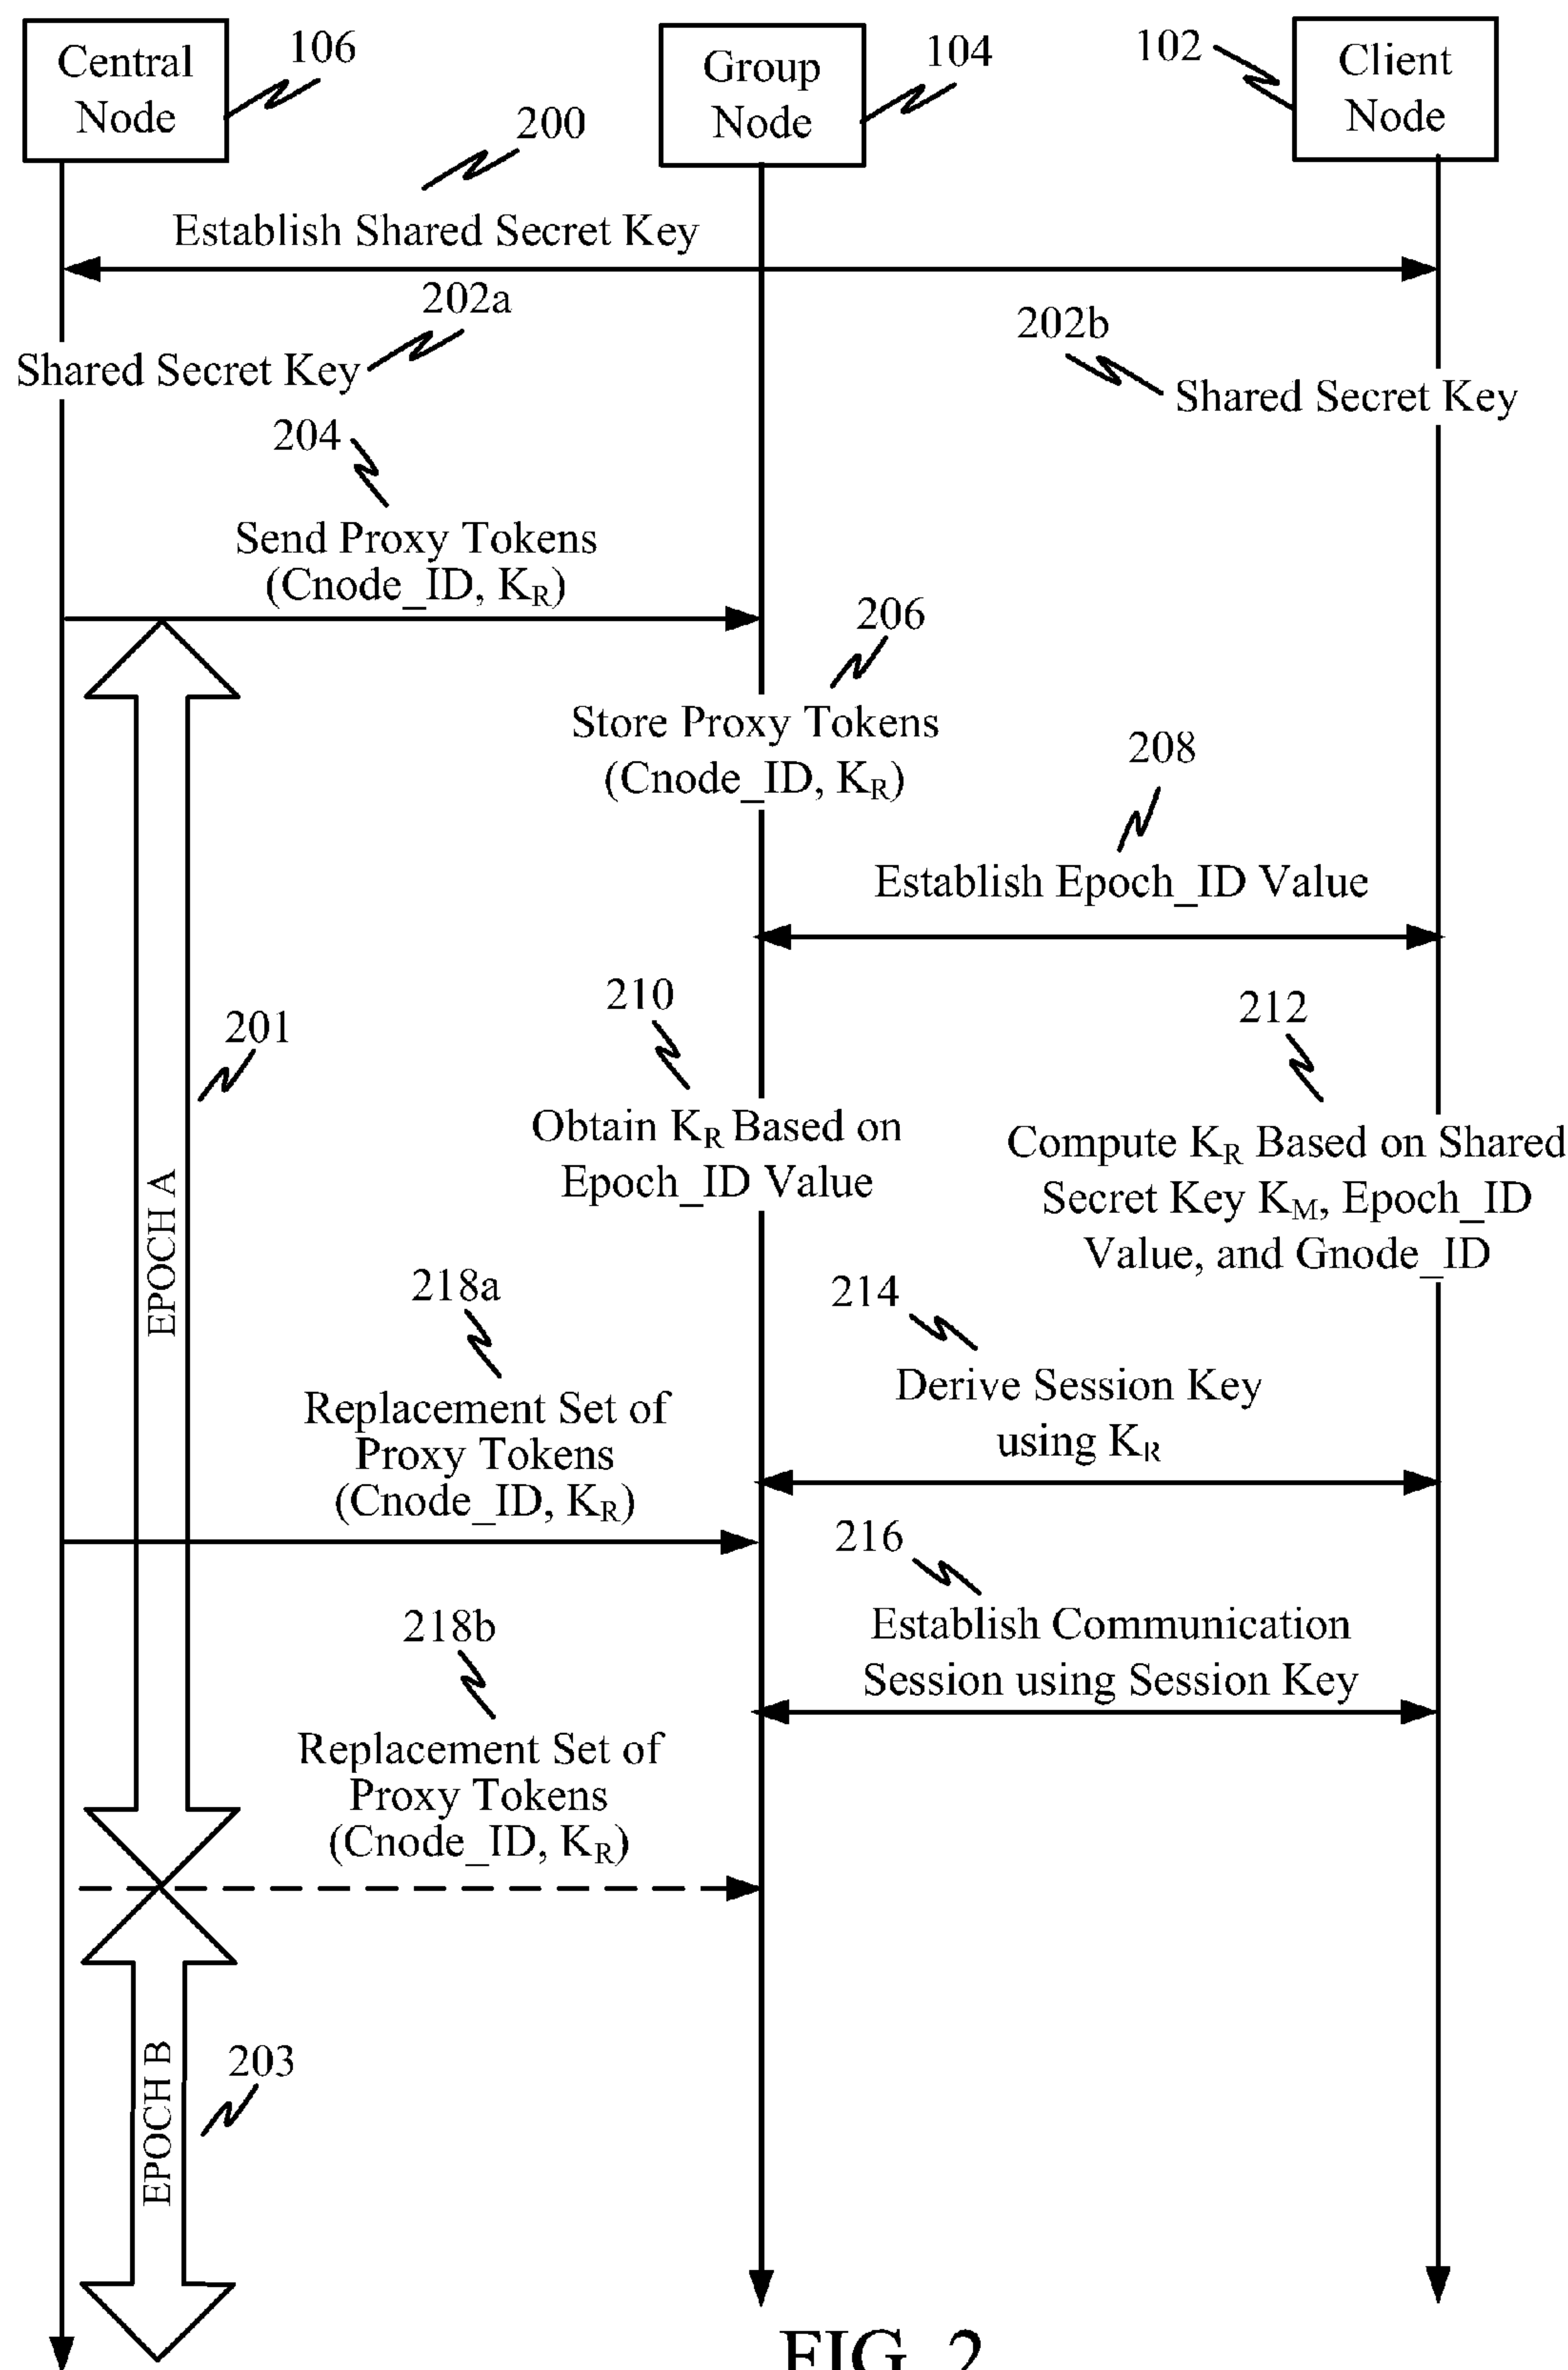 Central
Node
106
Group
Node
104
102
Client
Node
200
Establish Shared Secret Key
202a
Shared Secret Key
202b
Shared Secret Key
204
Send Proxy Tokens
(Cnode_ID, KR)
206
Store Proxy Tokens
(Cnode_ID, KR)
208
Establish Epoch_ID Value
201
EPOCH A
210
Obtain KR Based on
Epoch_ID Value
212
Compute KR Based on Shared
Secret Key KM, Epoch_ID
Value, and Gnode_ID
218a
Replacement Set of
Proxy Tokens
(Cnode_ID, KR)
214
Derive Session Key
using KR
216
Establish Communication
Session using Session Key
218b
Replacement Set of
Proxy Tokens
(Cnode_ID, KR)
203
EPOCH B
FIG. 2